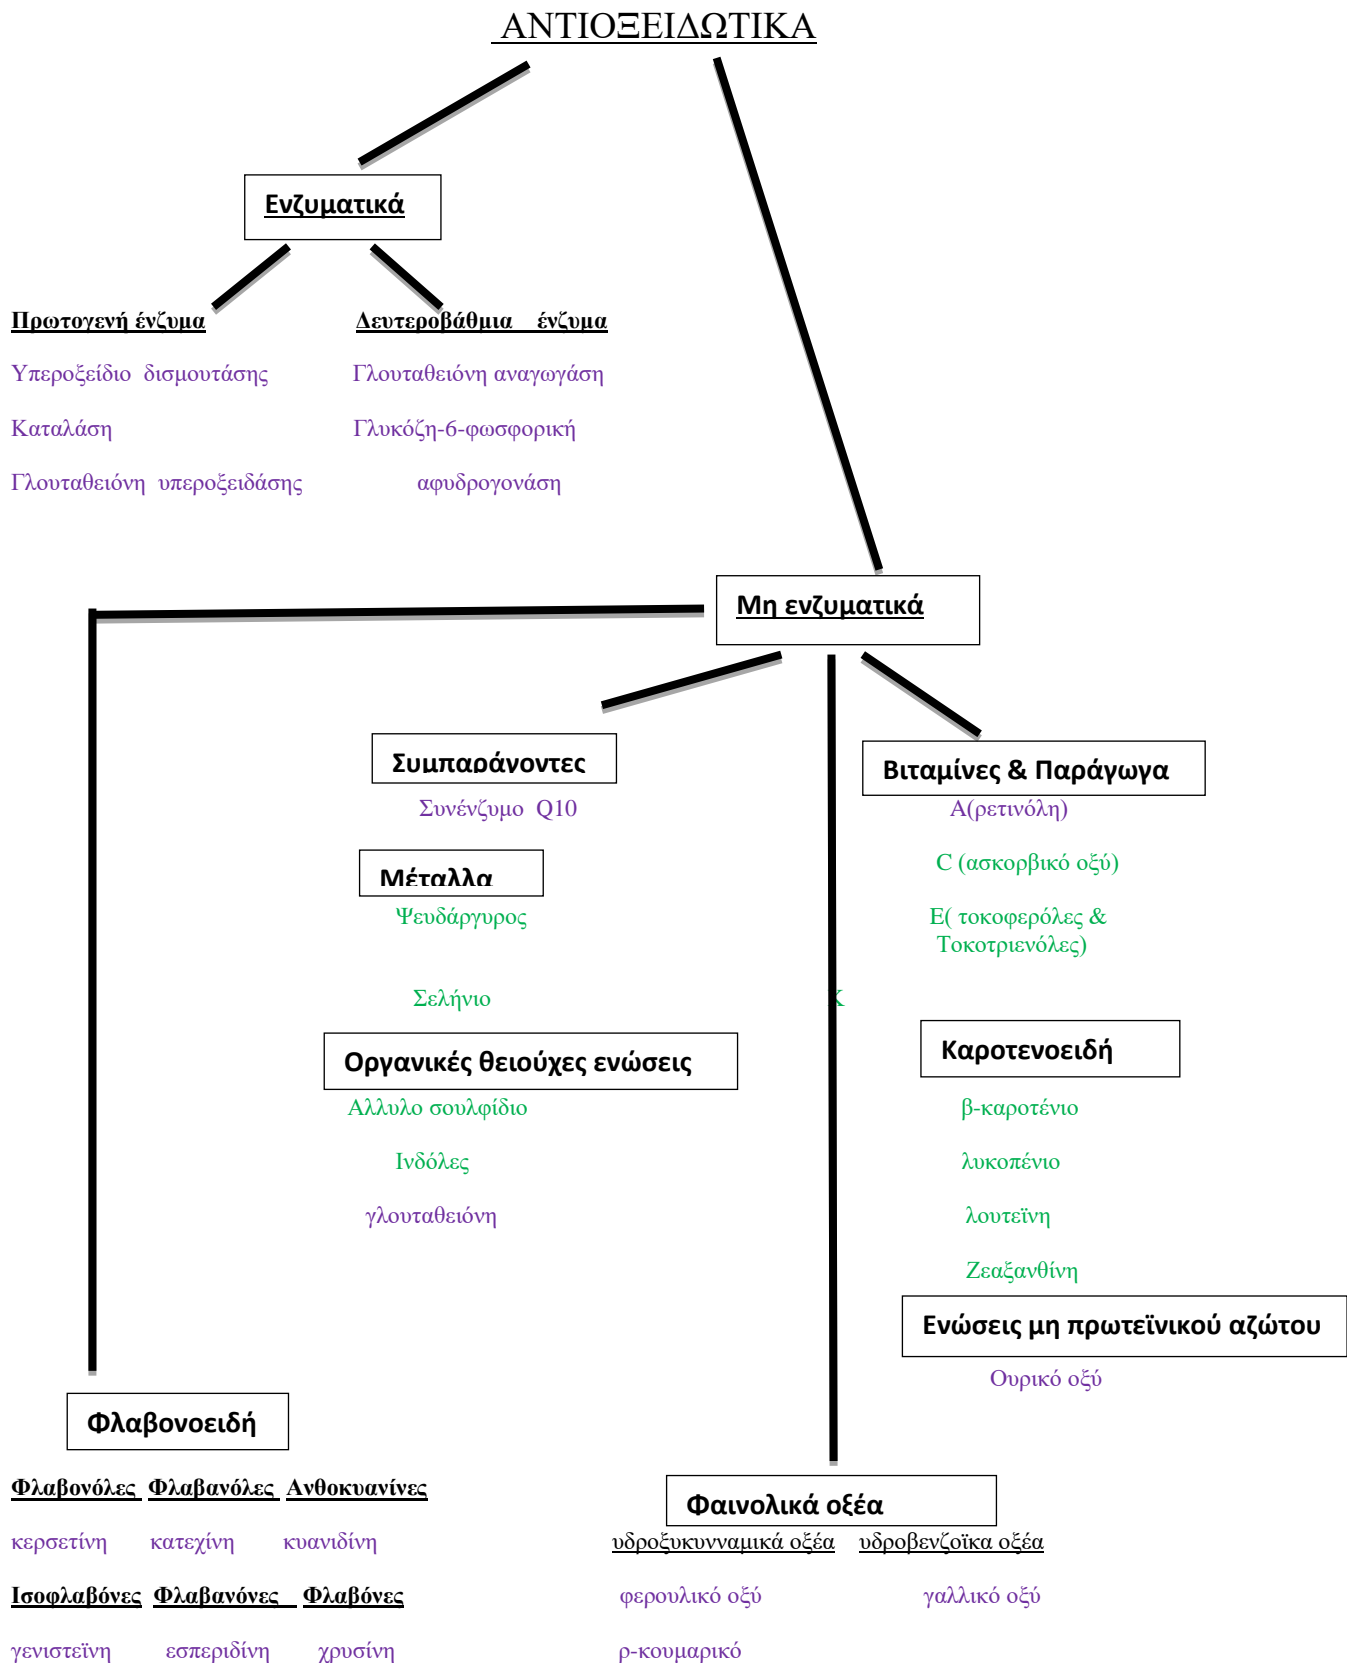 ΑΝΤΙΟΞΕΙΔΩΤΙΚΑ
Ενζυματικά
Πρωτογενή ένζυμα Δευτεροβάθμια ένζυμα
Υπεροξείδιο δισμουτάσης Γλουταθειόνη αναγωγάση
Καταλάση Γλυκόζη-6-φωσφορική
Γλουταθειόνη υπεροξειδάσης αφυδρογονάση
Μη ενζυματικά
Συμπαράγοντες Βιταμίνες & Παράγωγα
Συνένζυμο Q10 Α(ρετινόλη)
C (ασκορβικό οξύ)
Μέταλλα
Ψευδάργυρος Ε( τοκοφερόλες &
Τοκοτριενόλες)
Σελήνιο Κ
Οργανικές θειούχες ενώσεις Καροτενοειδή
Αλλυλο σουλφίδιο β-καροτένιο
Ινδόλες λυκοπένιο
γλουταθειόνη λουτεϊνη
Ζεαξανθίνη
Ενώσεις μη πρωτεϊνικού αζώτου
Ουρικό οξύ
Φλαβονοειδή
Φλαβονόλες Φλαβανόλες Ανθοκυανίνες
κερσετίνη κατεχίνη κυανιδίνη
Ισοφλαβόνες Φλαβανόνες Φλαβόνες
γενιστεϊνη εσπεριδίνη χρυσίνη
Φαινολικά οξέα
υδροξυκυνναμικά οξέα υδροβενζοϊκα οξέα
φερουλικό οξύ γαλλικό οξύ
ρ-κουμαρικό